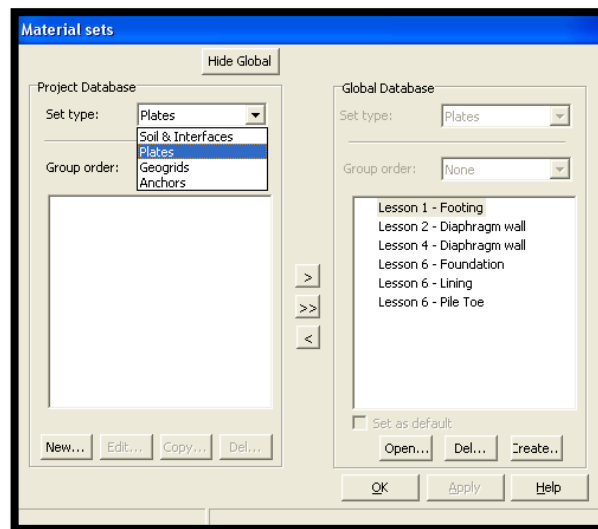 Material sets
Hide Global
Project Database
Set type:
Plates
Soil & Interfaces
Plates
Geogrids
Anchors
Group order:
New...
Edit...
Copy...
Del...
>
>>
<
Global Database
Set type:
Plates
Group order:
None
Lesson 1 - Footing
Lesson 2 - Diaphragm wall
Lesson 4 - Diaphragm wall
Lesson 6 - Foundation
Lesson 6 - Lining
Lesson 6 - Pile Toe
Set as default
Open...
Del...
Create..
OK
Apply
Help